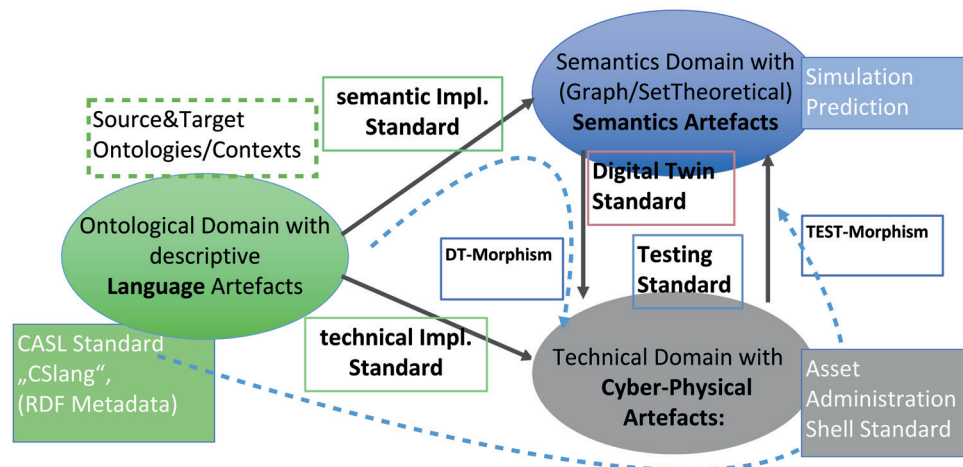 Source&Target
Ontologies/Contexts
semantic Impl.
Standard
Semantics Domain with
(Graph/SetTheoretical)
Semantics Artefacts
Simulation
Prediction
Digital Twin
Standard
Ontological Domain with
descriptive
Language Artefacts
DT-Morphism
Testing
Standard
TEST-Morphism
technical Impl.
Standard
CASL Standard
„CSlang“,
(RDF Metadata)
Technical Domain with
Cyber-Physical
Artefacts:
Asset
Administration
Shell Standard